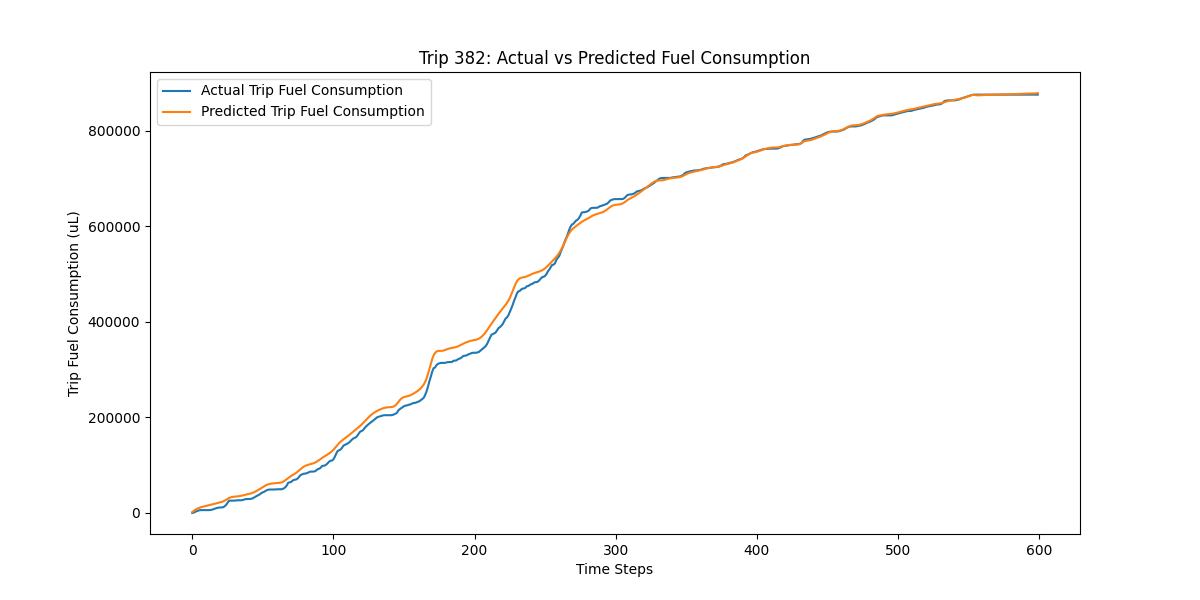 Trip 382: Actual vs Predicted Fuel Consumption
Actual Trip Fuel Consumption
Predicted Trip Fuel Consumption
Trip Fuel Consumption (uL)
800000
600000
400000
200000
0
0 100 200 300 400 500 600
Time Steps